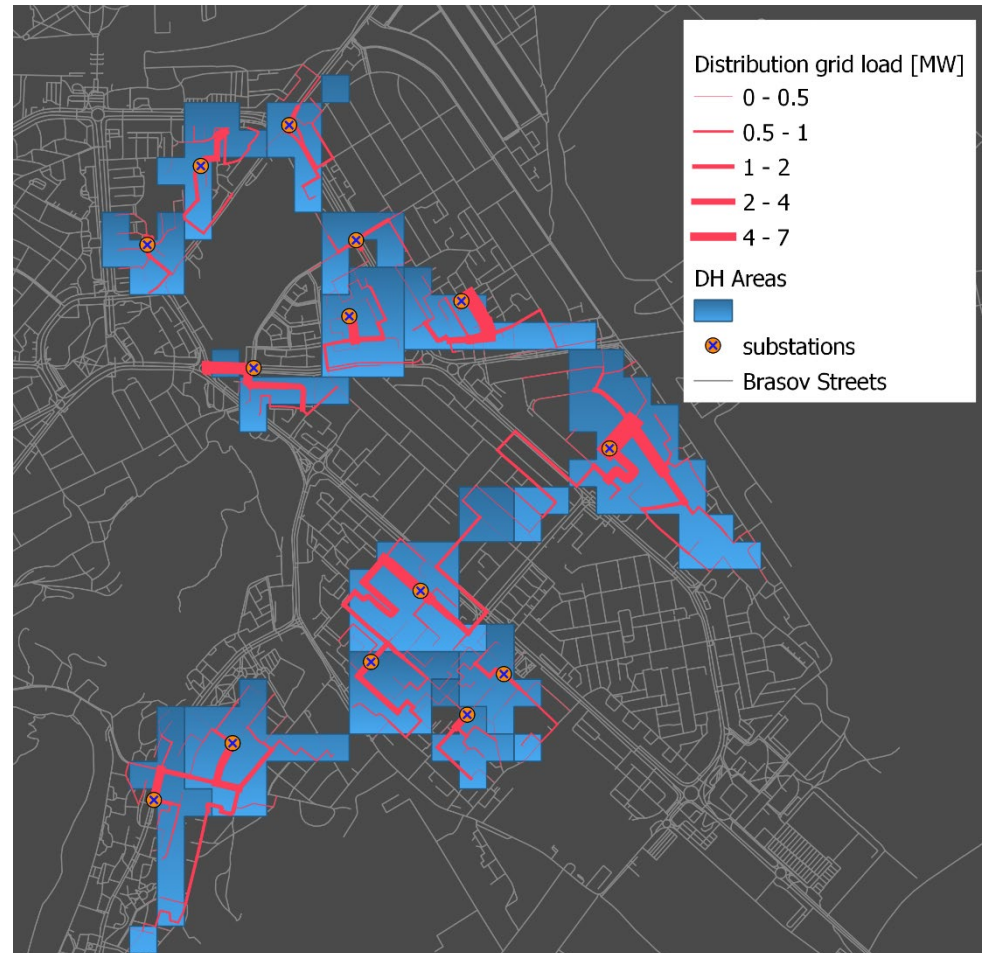 Distribution grid load [MW]
0 - 0.5
0.5 - 1
1 - 2
2 - 4
4 - 7
DH Areas
substations
Brasov Streets